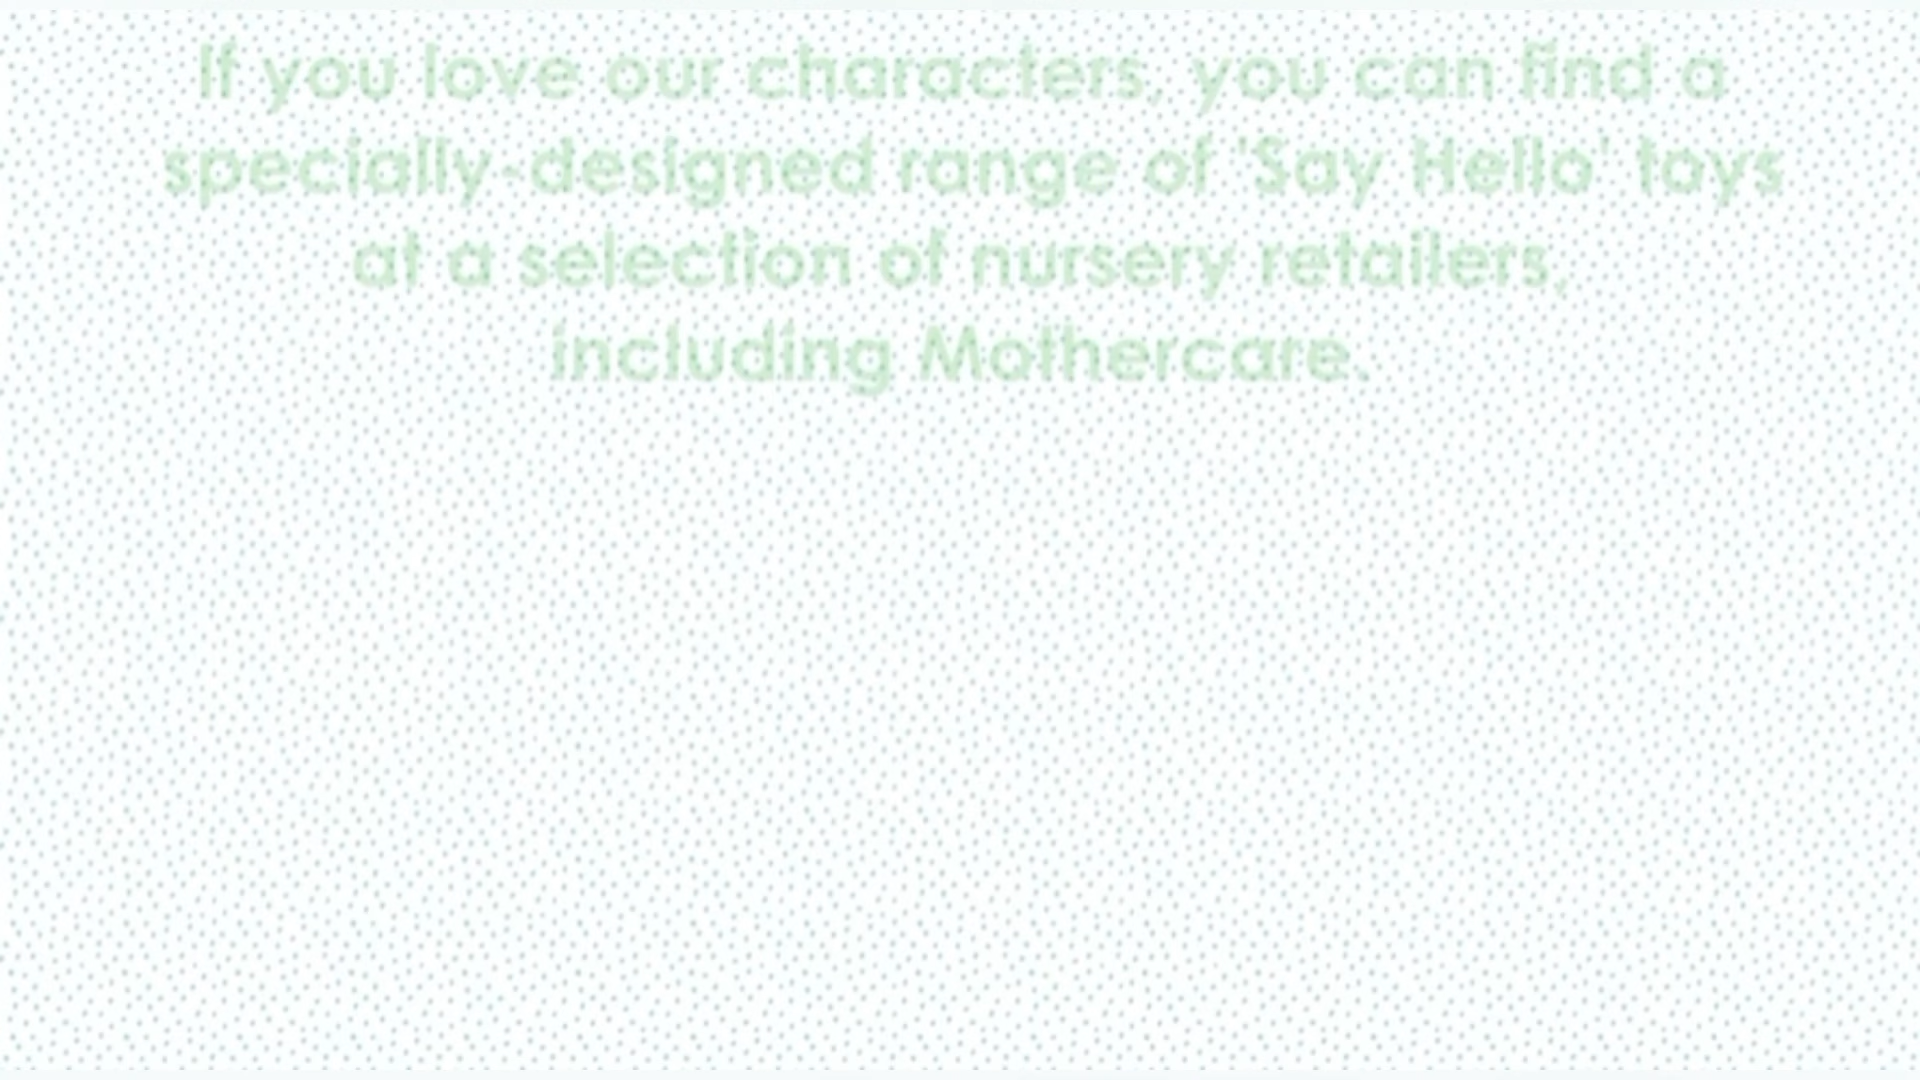 If you love our characters, you can find a
specially-designed range of 'Say Hello' toys
at a selection of nursery retailers,
including Mothercare.